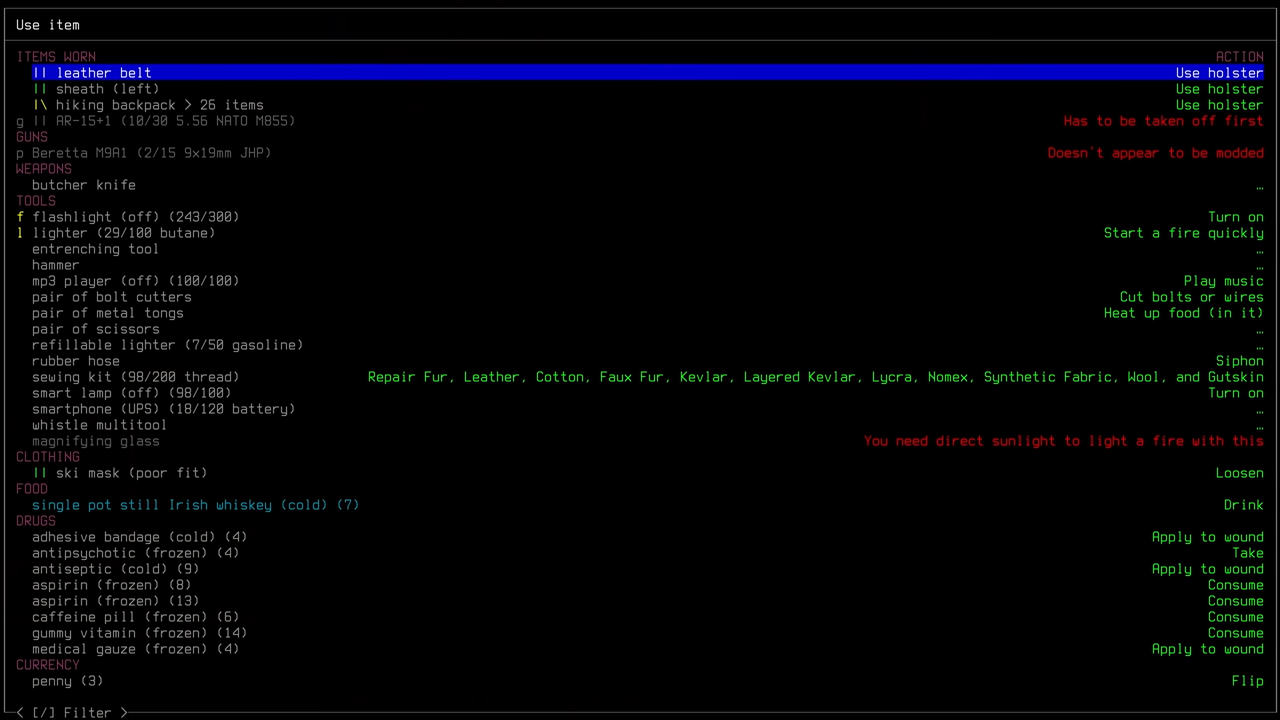 Use item
ITEMS WORN ACTION
|| leather belt Use holster
|| sheath (left) Use holster
|\ hiking backpack > 26 items Use holster
g || AR-15+1 (10/30 5.56 NATO M855) Has to be taken off first
GUNS
p Beretta M9A1 (2/15 9x19mm JHP) Doesn't appear to be modded
WEAPONS
butcher knife …
TOOLS
f flashlight (off) (243/300) Turn on
l lighter (29/100 butane) Start a fire quickly
entrenching tool …
hammer …
mp3 player (off) (100/100) Play music
pair of bolt cutters Cut bolts or wires
pair of metal tongs Heat up food (in it)
pair of scissors …
refillable lighter (7/50 gasoline) …
rubber hose Siphon
sewing kit (98/200 thread) Repair Fur, Leather, Cotton, Faux Fur, Kevlar, Layered Kevlar, Lycra, Nomex, Synthetic Fabric, Wool, and Gutskin
smart lamp (off) (98/100) Turn on
smartphone (UPS) (18/120 battery) …
whistle multitool …
magnifying glass You need direct sunlight to light a fire with this
CLOTHING
|| ski mask (poor fit) Loosen
FOOD
single pot still Irish whiskey (cold) (7) Drink
DRUGS
adhesive bandage (cold) (4) Apply to wound
antipsychotic (frozen) (4) Take
antiseptic (cold) (9) Apply to wound
aspirin (frozen) (8) Consume
aspirin (frozen) (13) Consume
caffeine pill (frozen) (6) Consume
gummy vitamin (frozen) (14) Consume
medical gauze (frozen) (4) Apply to wound
CURRENCY
penny (3) Flip
< [/] Filter >